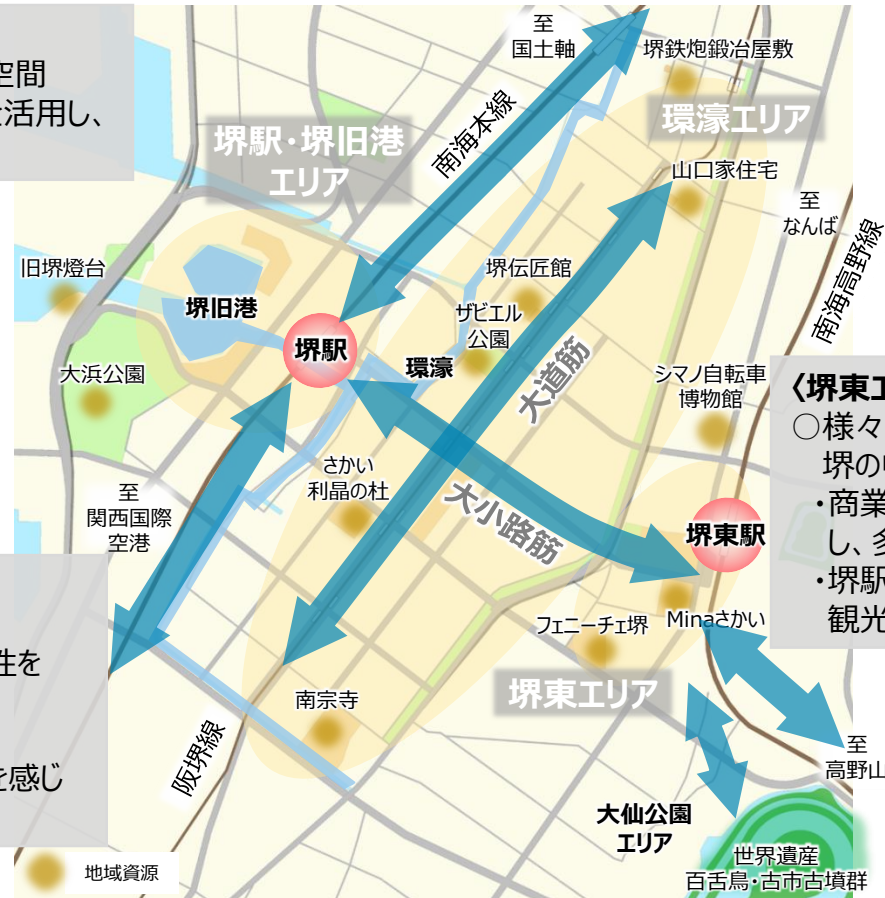 空間
活用し、
至
国土軸
堺鉄炮鍛冶屋敷
環濠エリア
南海本線
堺駅・堺旧港
エリア
山口家住宅
至
なんば
南海高野線
旧堺燈台
堺伝匠館
堺旧港
ザビエル
公園
堺駅
環濠
大道筋
大浜公園
シマノ自転車
博物館
〈堺東エ
○様々
堺の
・商業
し、多
・堺駅
観光
さかい
利晶の杜
至
関西国際
空港
大小路筋
堺東駅
フェニーチェ堺
Minaさかい
性を
を感じ
堺東エリア
南宗寺
阪堺線
至
高野山
大仙公園
エリア
世界遺産
百舌鳥・古市古墳群
地域資源